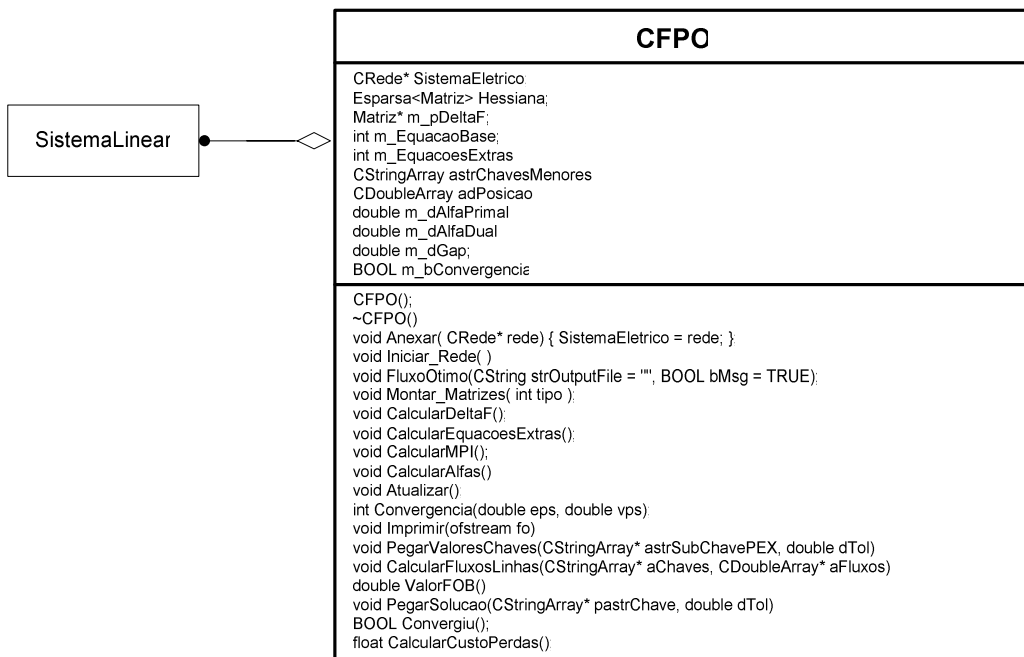 CFPO
SistemaLinear
CRede* SistemaEletrico;
Esparsa<Matriz> Hessiana;
Matriz* m_pDeltaF;
int m_EquacaoBase;
int m_EquacoesExtras
CStringArray astrChavesMenores
CDoubleArray adPosicao
double m_dAlfaPrimal
double m_dAlfaDual
double m_dGap;
BOOL m_bConvergencia
CFPO();
~CFPO()
void Anexar( CRede* rede) { SistemaEletrico = rede; }
void Iniciar_Rede( )
void FluxoOtimo(CString strOutputFile = "", BOOL bMsg = TRUE);
void Montar_Matrizes( int tipo );
void CalcularDeltaF();
void CalcularEquacoesExtras();
void CalcularMPI();
void CalcularAlfas()
void Atualizar();
int Convergencia(double eps, double vps);
void Imprimir(ofstream fo)
void PegarValoresChaves(CStringArray* astrSubChavePEX, double dTol)
void CalcularFluxosLinhas(CStringArray* aChaves, CDoubleArray* aFluxos)
double ValorFOB()
void PegarSolucao(CStringArray* pastrChave, double dTol)
BOOL Convergiu();
float CalcularCustoPerdas();